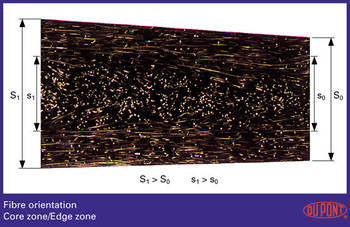 S₁ s₁ s₀ S₀
S₁ > S₀ s₁ > s₀
Fibre orientation
Core zone/Edge zone
DUPONT